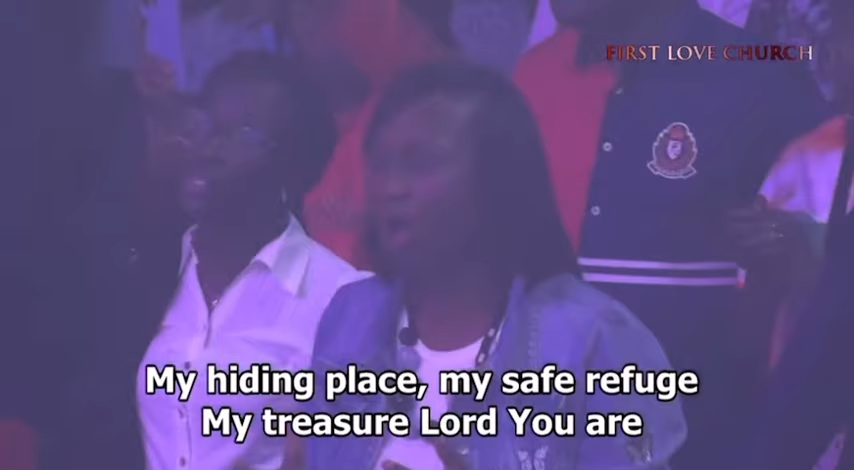 FIRST LOVE CHURCH
My hiding place, my safe refuge
My treasure Lord You are